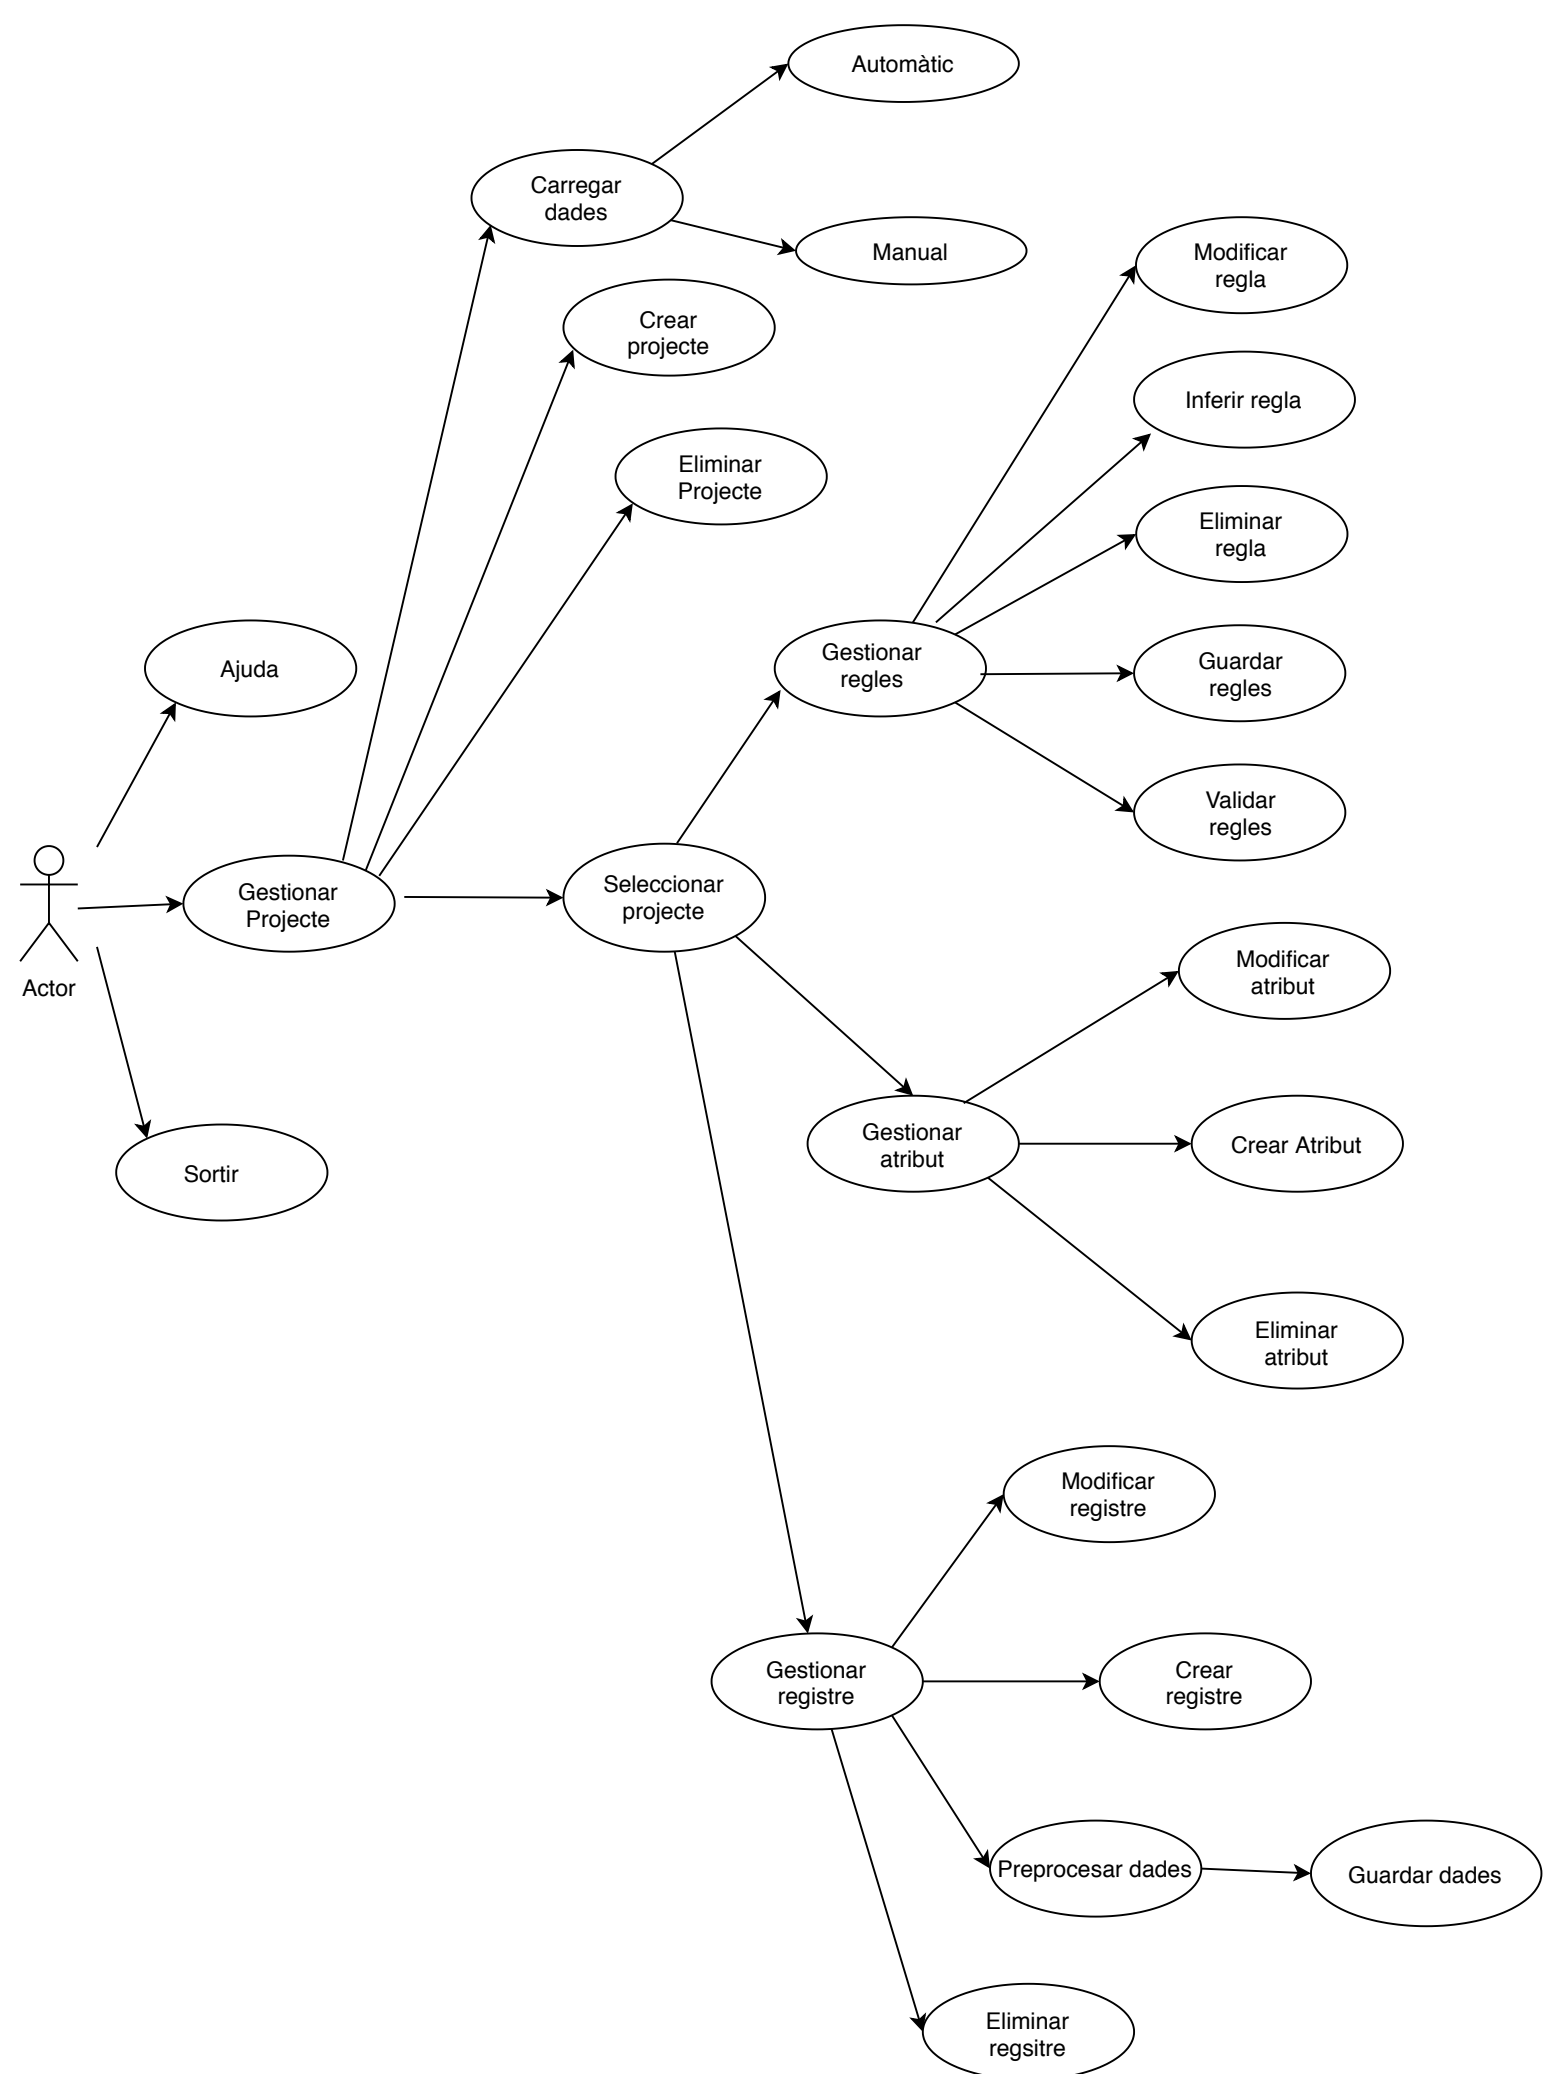 Automàtic
Carregar
dades
Manual
Modificar
regla
Crear
projecte
Inferir regla
Eliminar
Projecte
Eliminar
regla
Ajuda
Gestionar
regles
Guardar
regles
Validar
regles
Gestionar
Projecte
Seleccionar
projecte
Actor
Modificar
atribut
Gestionar
atribut
Crear Atribut
Sortir
Eliminar
atribut
Modificar
registre
Gestionar
registre
Crear
registre
Preprocesar dades
Guardar dades
Eliminar
regsitre